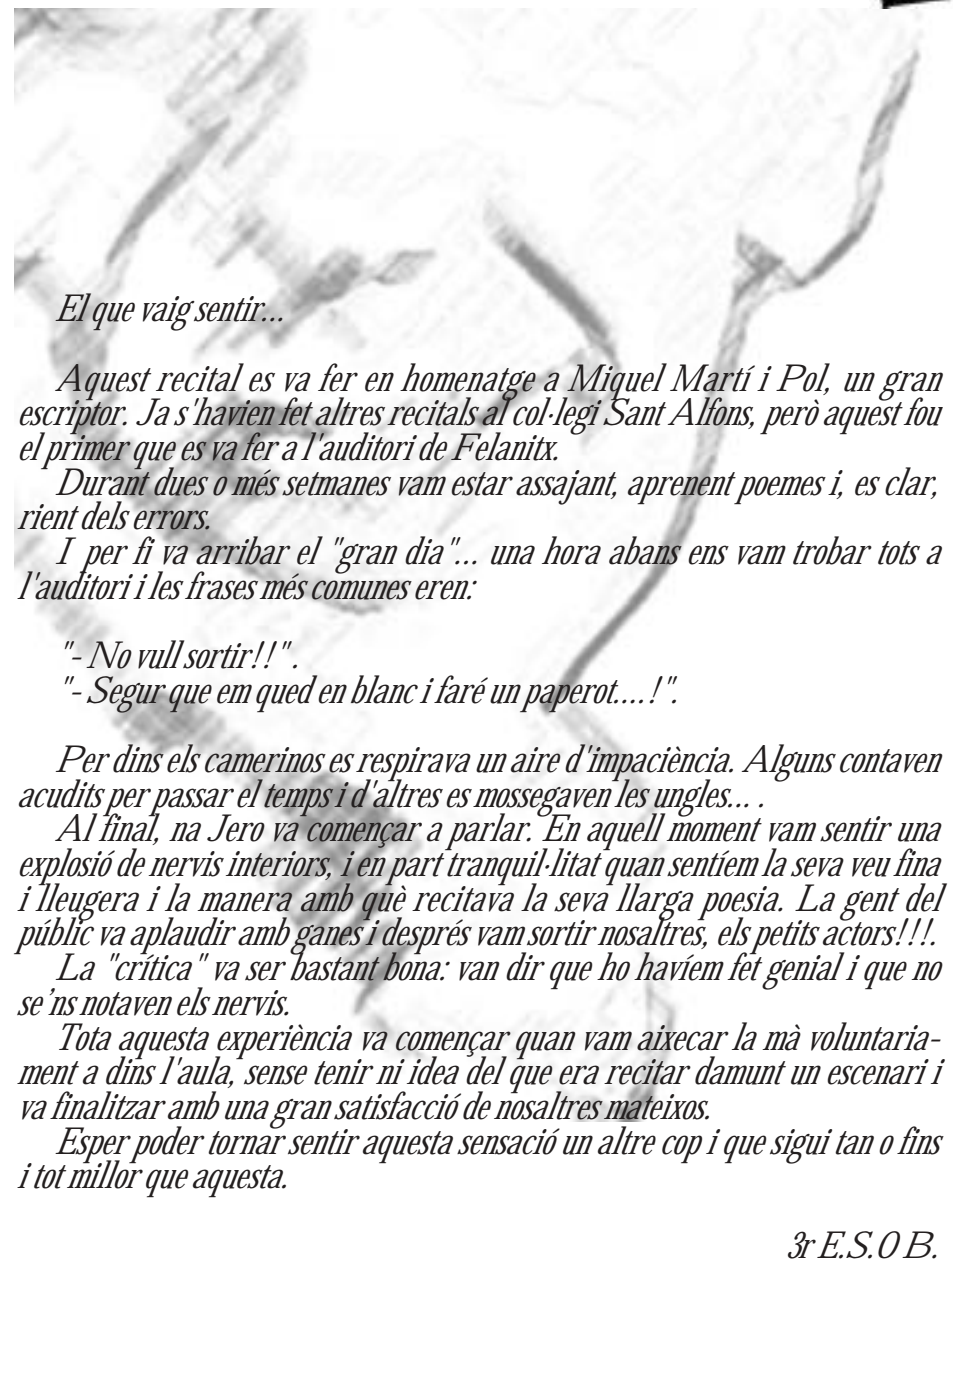 El que vaig sentir...
Aquest recital es va fer en homenatge a Miquel Martí i Pol, un gran
escriptor. Ja s'havien fet altres recitals al col·legi Sant Alfons, però aquest fou
el primer que es va fer a l'auditori de Felanitx.
Durant dues o més setmanes vam estar assajant, aprenent poemes i, es clar,
rient dels errors.
I per fi va arribar el "gran dia"... una hora abans ens vam trobar tots a
l'auditori i les frases més comunes eren:
"- No vull sortir!!".
"- Segur que em qued en blanc i faré un paperot....!".
Per dins els camerinos es respirava un aire d'impaciència. Alguns contaven
acudits per passar el temps i d'altres es mossegaven les ungles... .
Al final, na Jero va començar a parlar. En aquell moment vam sentir una
explosió de nervis interiors, i en part tranquil·litat quan sentíem la seva veu fina
i lleugera i la manera amb què recitava la seva llarga poesia. La gent del
públic va aplaudir amb ganes i després vam sortir nosaltres, els petits actors!!!.
La "crítica" va ser bastant bona: van dir que ho havíem fet genial i que no
se'ns notaven els nervis.
Tota aquesta experiència va començar quan vam aixecar la mà voluntaria-
ment a dins l'aula, sense tenir ni idea del que era recitar damunt un escenari i
va finalitzar amb una gran satisfacció de nosaltres mateixos.
Esper poder tornar sentir aquesta sensació un altre cop i que sigui tan o fins
i tot millor que aquesta.
3r E.S.O B.